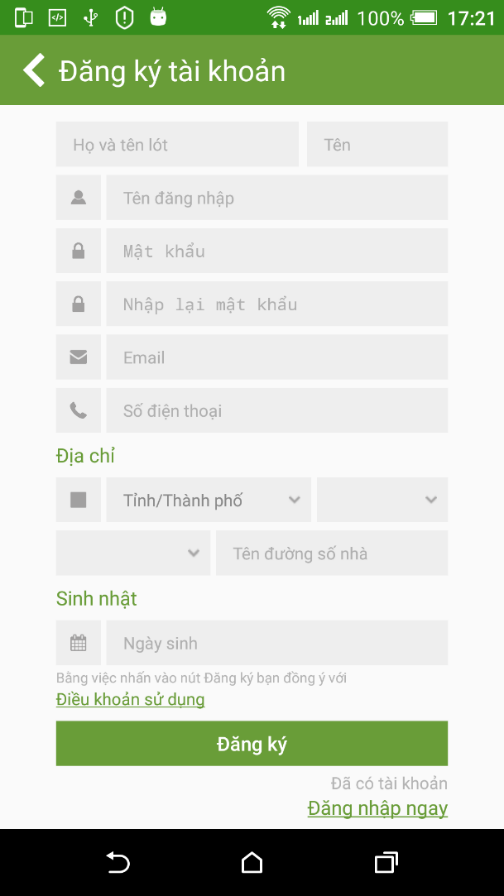 100% 17:21
Đăng ký tài khoản
Họ và tên lót Tên
Tên đăng nhập
Mật khẩu
Nhập lại mật khẩu
Email
Số điện thoại
Địa chỉ
Tỉnh/Thành phố
Tên đường số nhà
Sinh nhật
Ngày sinh
Bằng việc nhấn vào nút Đăng ký bạn đồng ý với
Điều khoản sử dụng
Đăng ký
Đã có tài khoản
Đăng nhập ngay